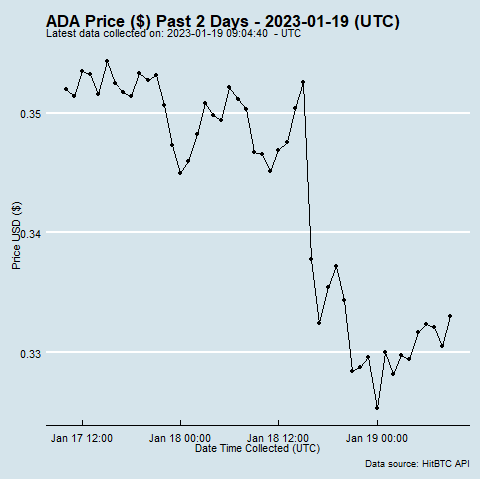 ADA Price ($) Past 2 Days - 2023-01-19 (UTC)
Latest data collected on: 2023-01-19 09:04:40  - UTC
0.35
0.34
0.33
Price USD ($)
Jan 17 12:00
Jan 18 00:00
Jan 18 12:00
Jan 19 00:00
Date Time Collected (UTC)
Data source: HitBTC API